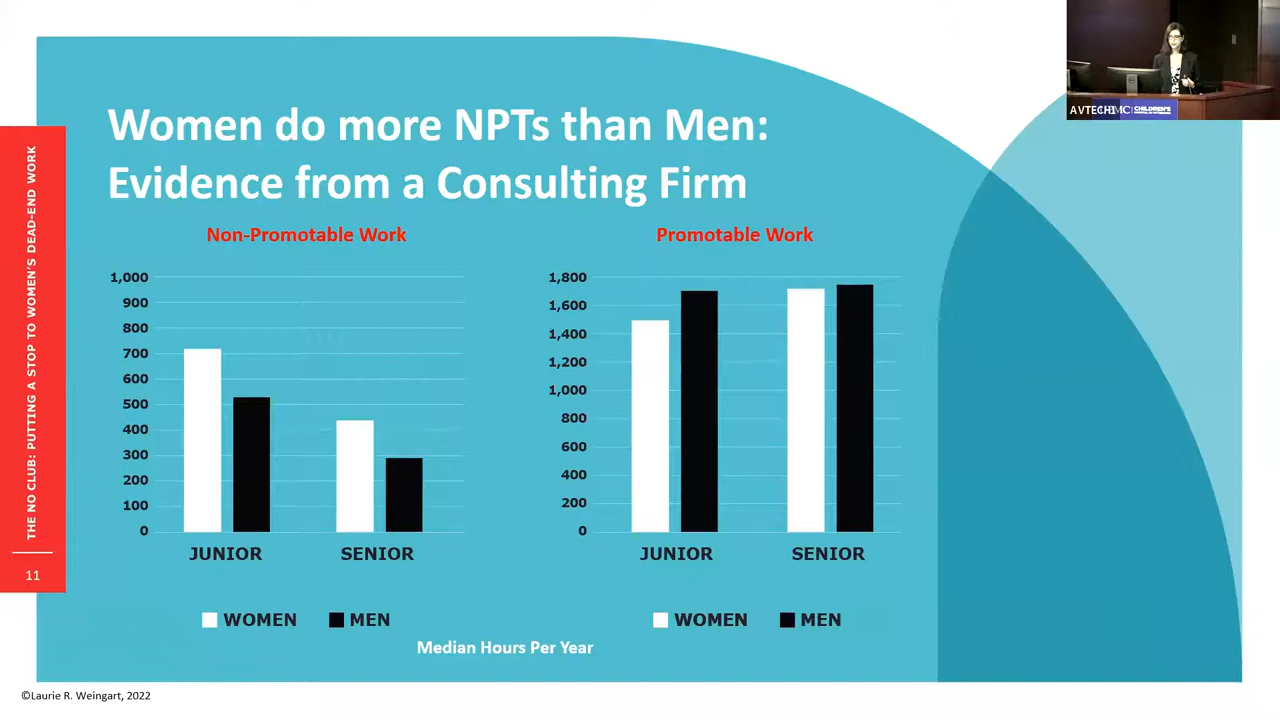 Women do more NPTs than Men:
Evidence from a Consulting Firm
Non-Promotable Work
1,000
900
800
700
600
500
400
300
200
100
0
JUNIOR
SENIOR
WOMEN
MEN
Promotable Work
1,800
1,600
1,400
1,200
1,000
800
600
400
200
0
JUNIOR
SENIOR
WOMEN
MEN
Median Hours Per Year
THE NO CLUB: PUTTING A STOP TO WOMEN'S DEAD-END WORK
11
©Laurie R. Weingart, 2022
CHILDREN'S